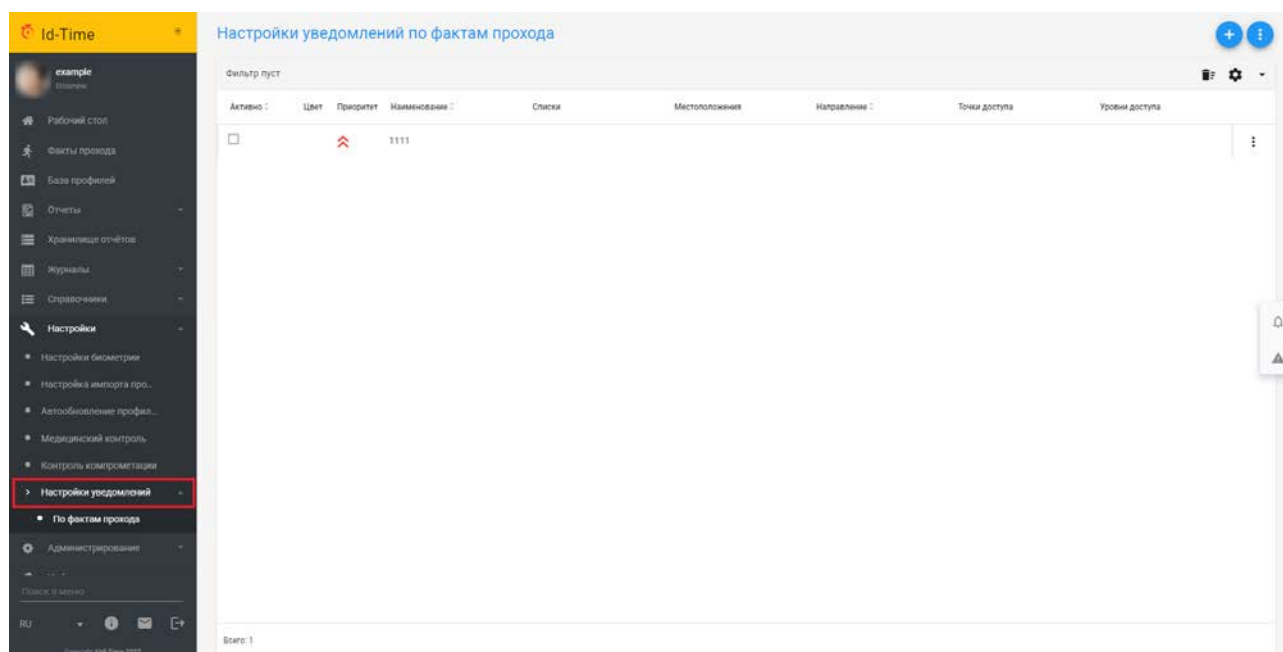 Id-Time
Настройки уведомлений по фактам прохода
example
Фильтр пуст
Активно Цвет Приоритет Наименование Списки Местоположения Направление Точки доступа Уровни доступа
1111
Рабочий стол
Факты прохода
База профилей
Отчеты
Хранилище отчётов
Журналы
Справочники
Настройки
Настройки биометрии
Настройка импорта про...
Автообновление профил...
Медицинский контроль
Контроль компрометации
Настройки уведомлений
По фактам прохода
Администрирование
Поиск в меню
RU
Всего: 1